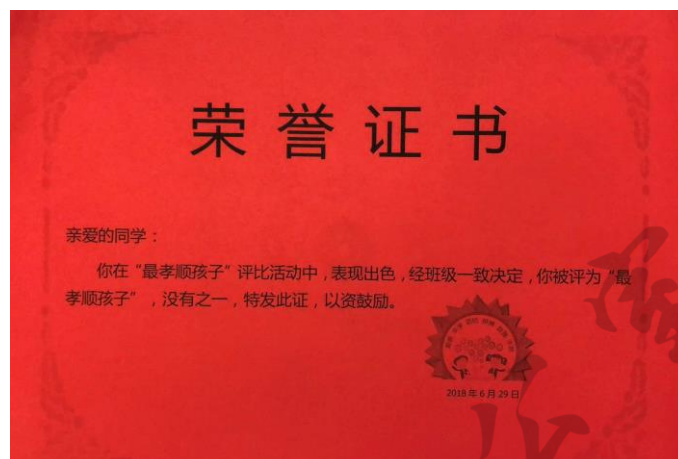 荣誉证书
亲爱的同学：
你在“最孝顺孩子”评比活动中，表现出色，经班级一致决定，你被评为“最
孝顺孩子”，没有之一，特发此证，以资鼓励。
2018年6月29日